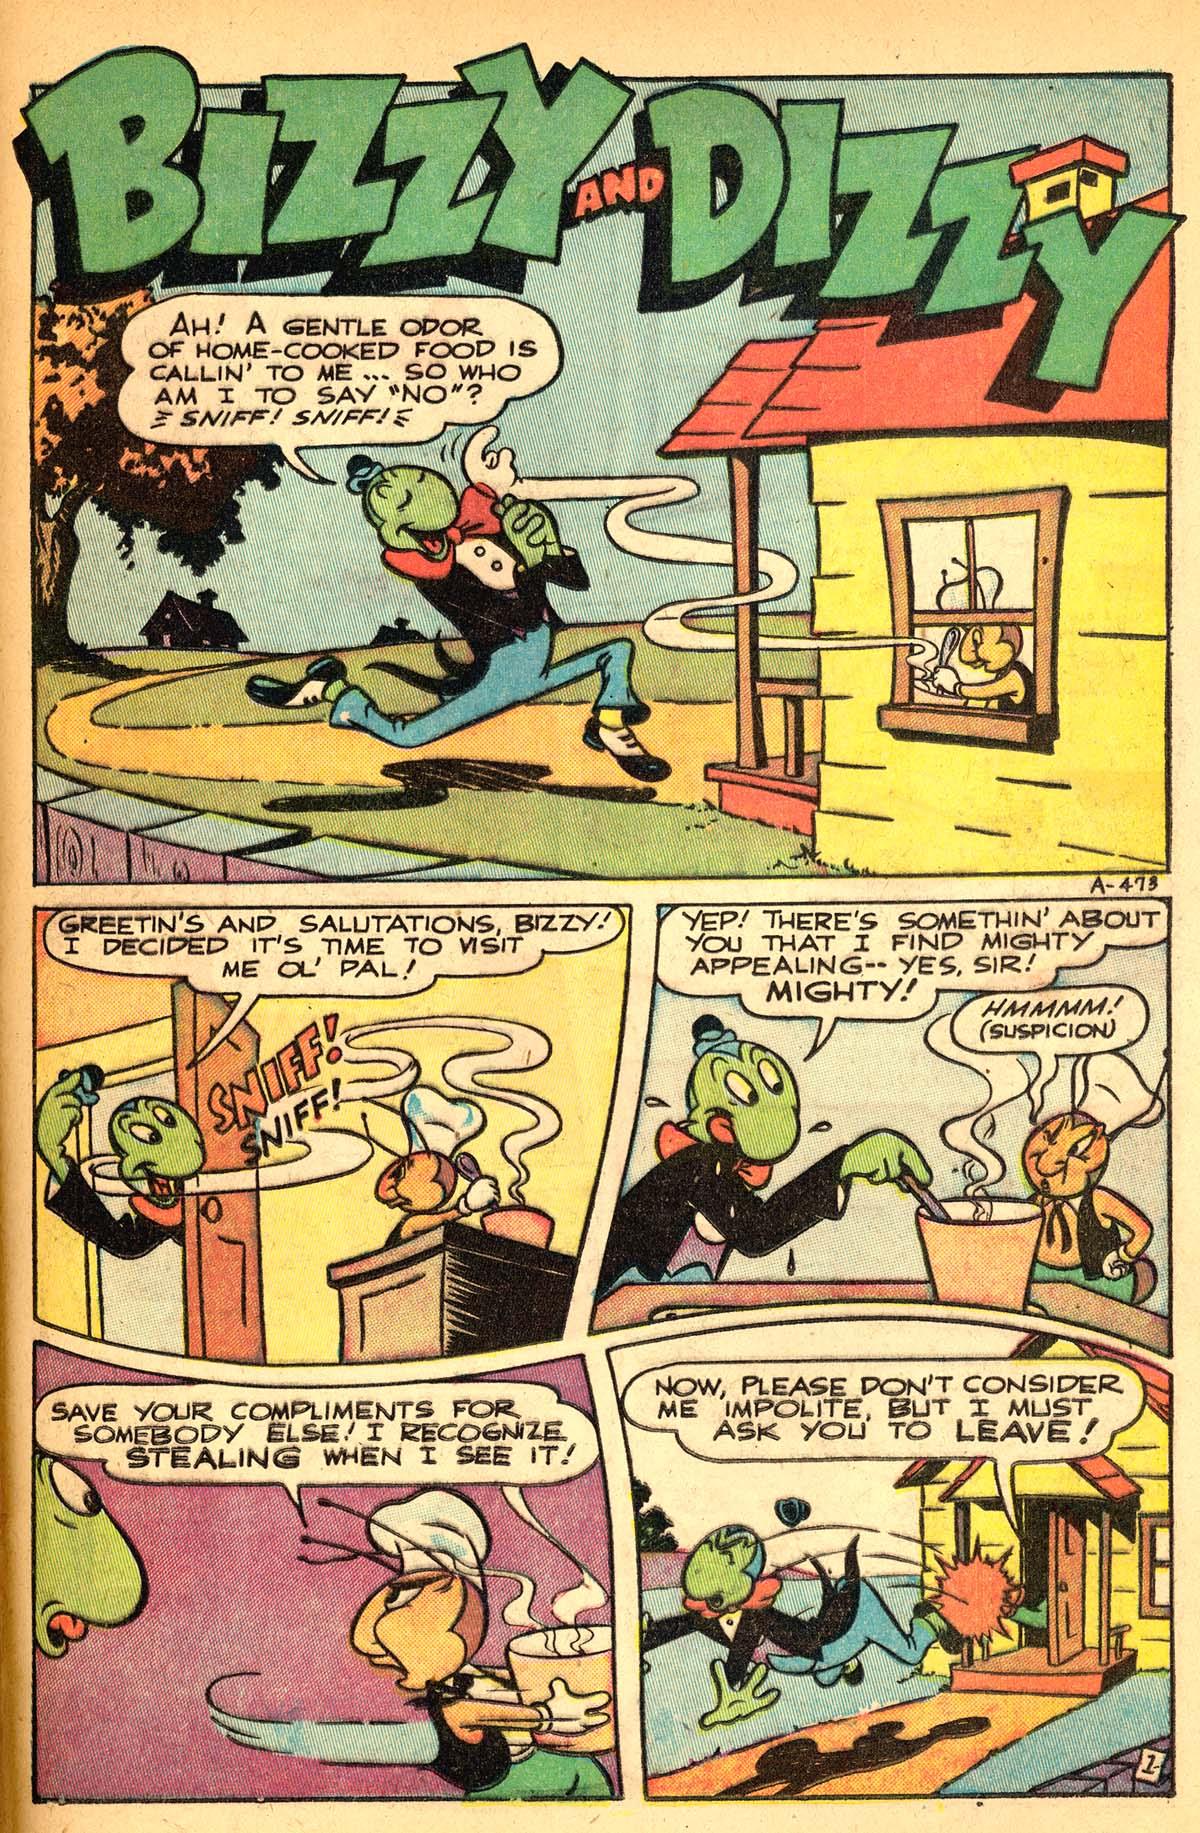 BIZZY AND DIZZY
AH! A GENTLE ODOR
OF HOME-COOKED FOOD IS
CALLIN' TO ME ... SO WHO
AM I TO SAY "NO"?
SNIFF! SNIFF!
A-473
GREETIN'S AND SALUTATIONS, BIZZY!
I DECIDED IT'S TIME TO VISIT
ME OL' PAL!
SNIFF!
SNIFF!
YEP! THERE'S SOMETHIN' ABOUT
YOU THAT I FIND MIGHTY
APPEALING-- YES, SIR!
MIGHTY!
HMMMM!
(SUSPICION)
SAVE YOUR COMPLIMENTS FOR
SOMEBODY ELSE! I RECOGNIZE
STEALING WHEN I SEE IT!
NOW, PLEASE DON'T CONSIDER
ME IMPOLITE, BUT I MUST
ASK YOU TO LEAVE!
1